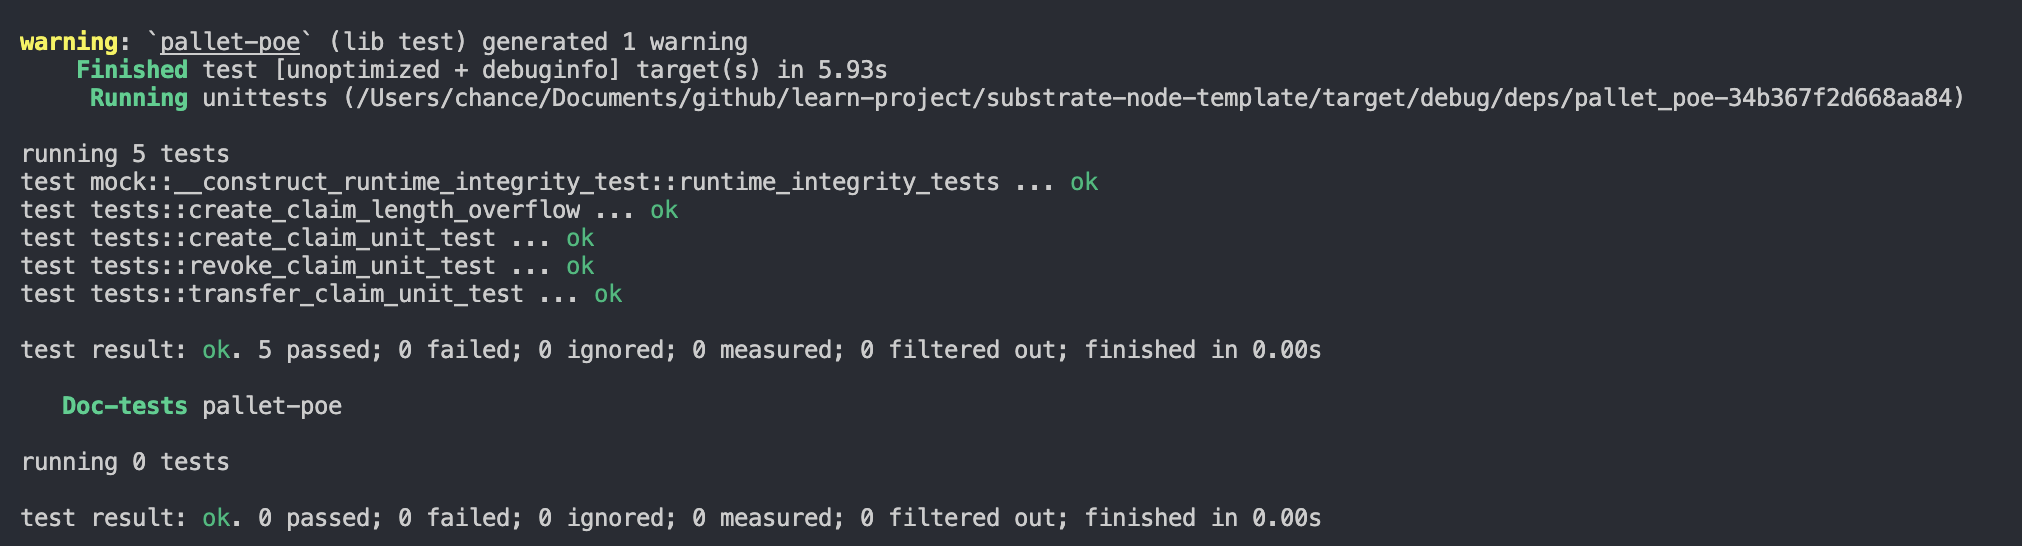 warning: `pallet-poe` (lib test) generated 1 warning
Finished test [unoptimized + debuginfo] target(s) in 5.93s
Running unittests (/Users/chance/Documents/github/learn-project/substrate-node-template/target/debug/deps/pallet_poe-34b367f2d668aa84)
running 5 tests
test mock::__construct_runtime_integrity_test::runtime_integrity_tests ... ok
test tests::create_claim_length_overflow ... ok
test tests::create_claim_unit_test ... ok
test tests::revoke_claim_unit_test ... ok
test tests::transfer_claim_unit_test ... ok
test result: ok. 5 passed; 0 failed; 0 ignored; 0 measured; 0 filtered out; finished in 0.00s
Doc-tests pallet-poe
running 0 tests
test result: ok. 0 passed; 0 failed; 0 ignored; 0 measured; 0 filtered out; finished in 0.00s